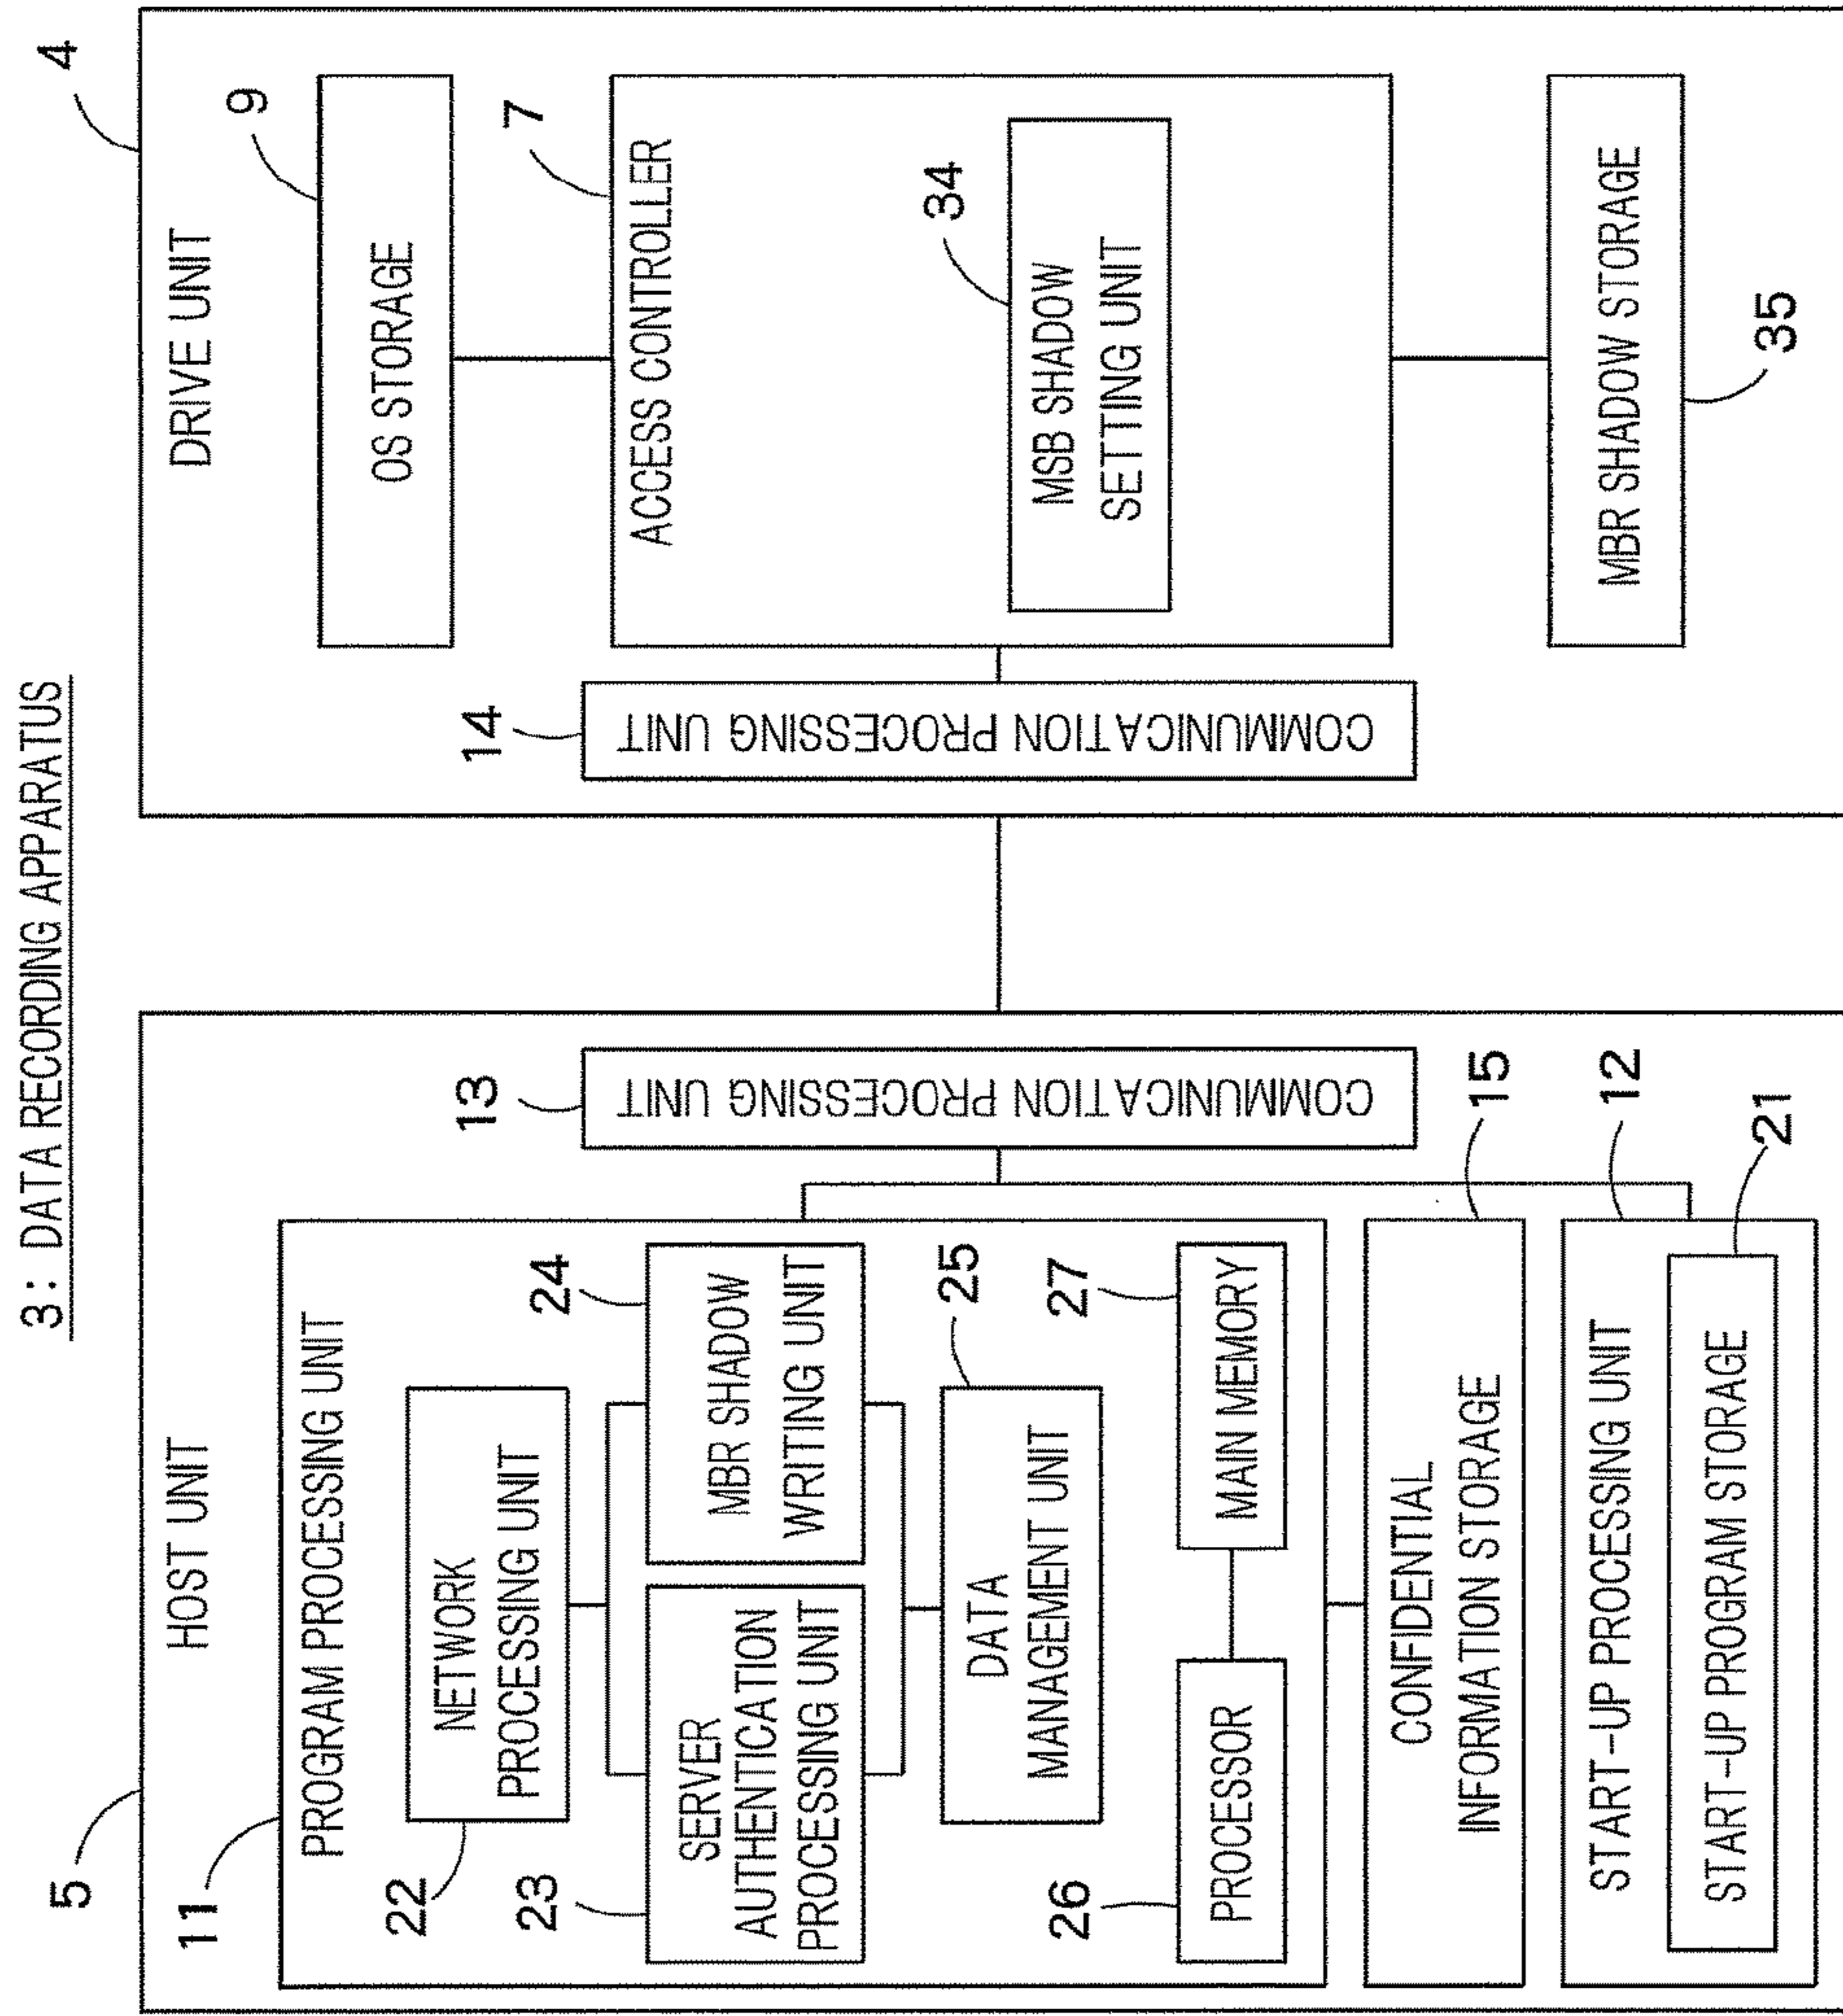 3: DATA RECORDING APPARATUS
5
HOST UNIT
11
PROGRAM PROCESSING UNIT
22
NETWORK
PROCESSING UNIT
23
SERVER
AUTHENTICATION
PROCESSING UNIT
24
MBR SHADOW
WRITING UNIT
25
DATA
MANAGEMENT UNIT
26
PROCESSOR
27
MAIN MEMORY
13
COMMUNICATION PROCESSING UNIT
15
CONFIDENTIAL
INFORMATION STORAGE
12
START-UP PROCESSING UNIT
21
START-UP PROGRAM STORAGE
4
DRIVE UNIT
9
OS STORAGE
7
ACCESS CONTROLLER
34
MSB SHADOW
SETTING UNIT
14
COMMUNICATION PROCESSING UNIT
MBR SHADOW STORAGE
35